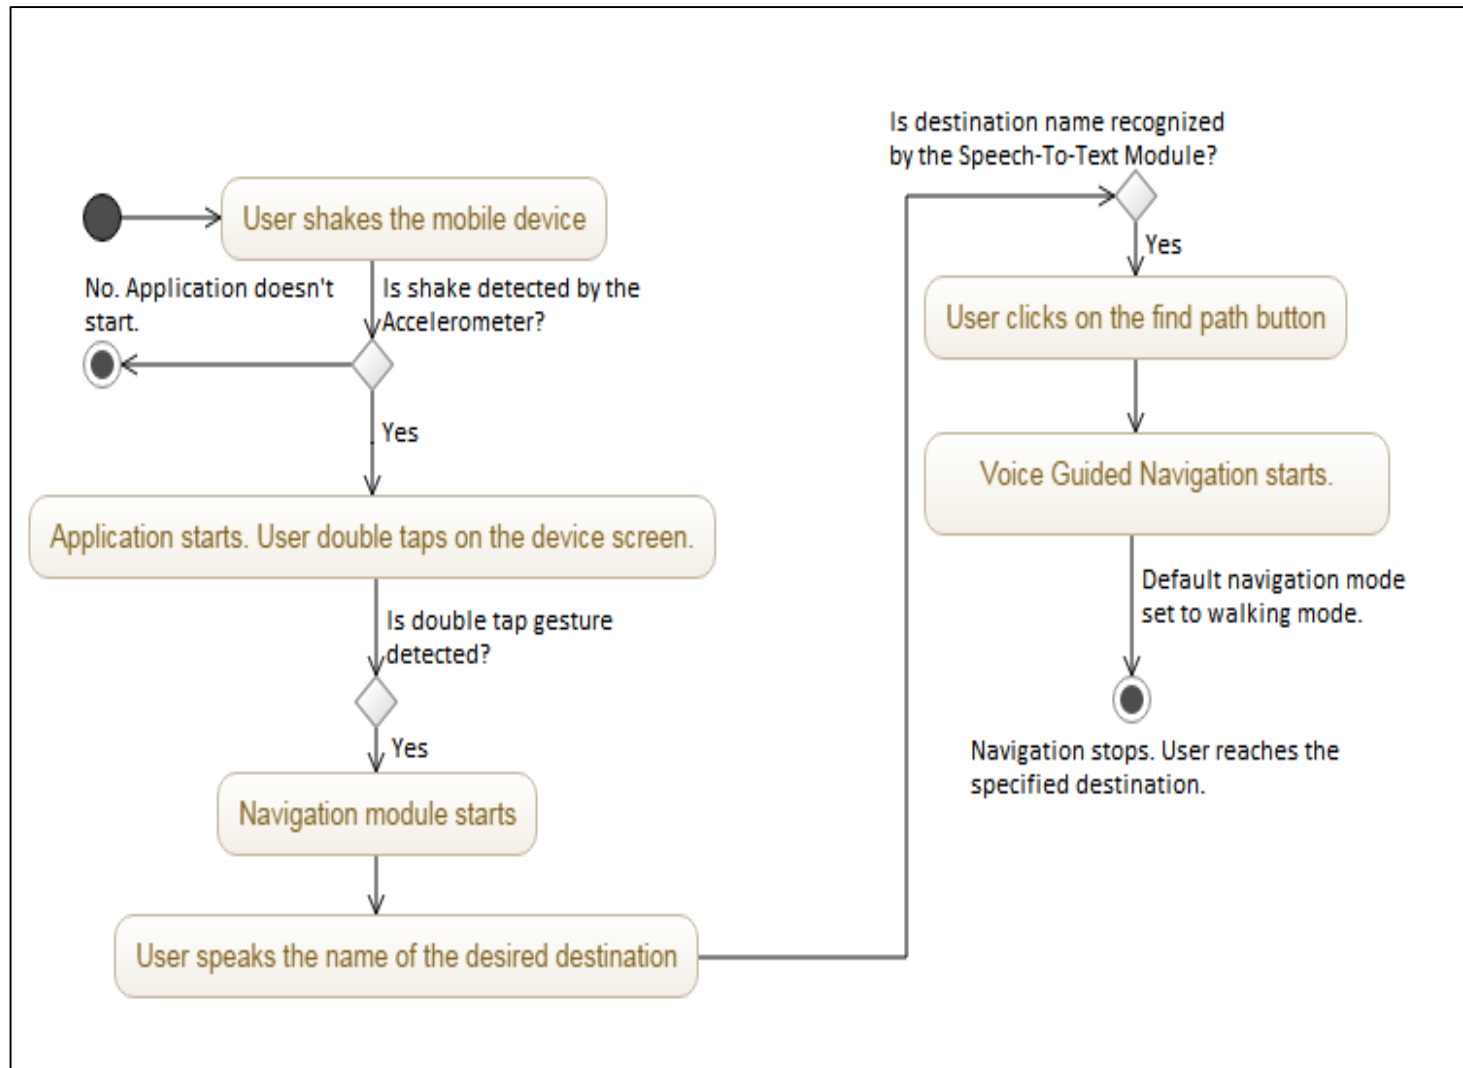 User shakes the mobile device
No. Application doesn't
start.
Is shake detected by the
Accelerometer?
Yes
Application starts. User double taps on the device screen.
Is double tap gesture
detected?
Yes
Navigation module starts
User speaks the name of the desired destination
Is destination name recognized
by the Speech-To-Text Module?
Yes
User clicks on the find path button
Voice Guided Navigation starts.
Default navigation mode
set to walking mode.
Navigation stops. User reaches the
specified destination.